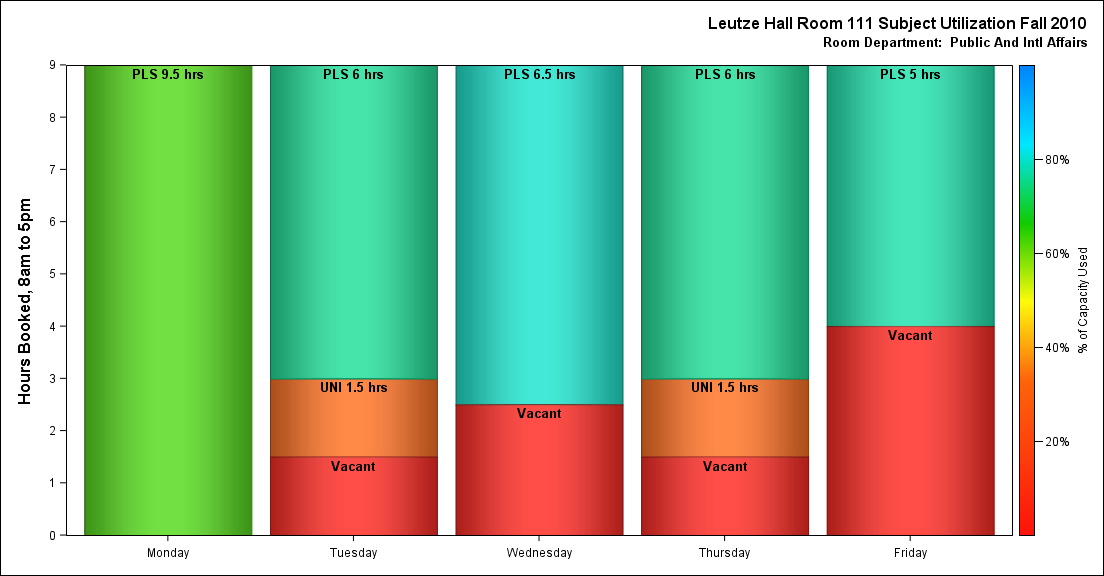 Leutze Hall Room 111 Subject Utilization Fall 2010
Room Department: Public And Intl Affairs
Hours Booked, 8am to 5pm
9
8
7
6
5
4
3
2
1
0
PLS 9.5 hrs
PLS 6 hrs
UNI 1.5 hrs
Vacant
PLS 6.5 hrs
Vacant
PLS 6 hrs
UNI 1.5 hrs
Vacant
PLS 5 hrs
Vacant
Monday
Tuesday
Wednesday
Thursday
Friday
80%
60%
40%
20%
% of Capacity Used